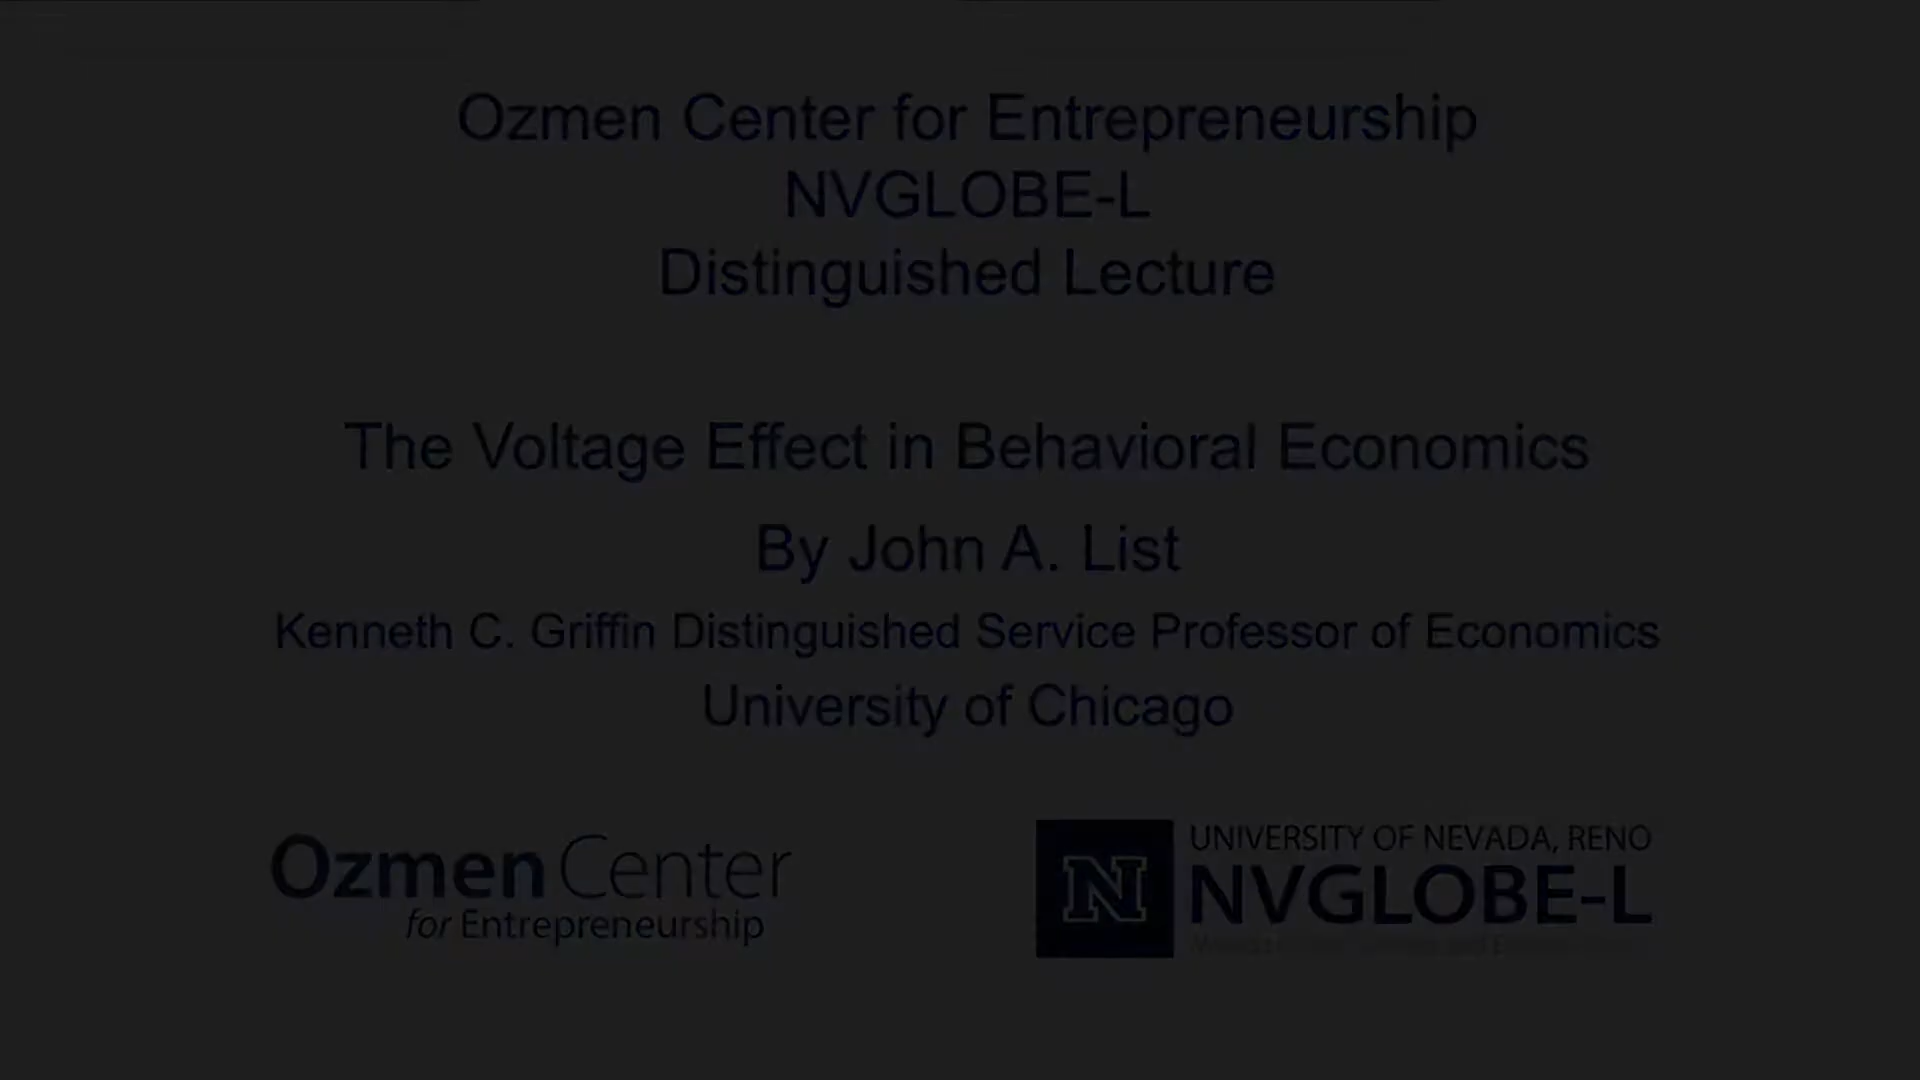 Ozmen Center for Entrepreneurship
NVGLOBE-L
Distinguished Lecture
The Voltage Effect in Behavioral Economics
By John A. List
Kenneth C. Griffin Distinguished Service Professor of Economics
University of Chicago
Ozmen Center
for Entrepreneurship
N
UNIVERSITY OF NEVADA, RENO
NVGLOBE-L